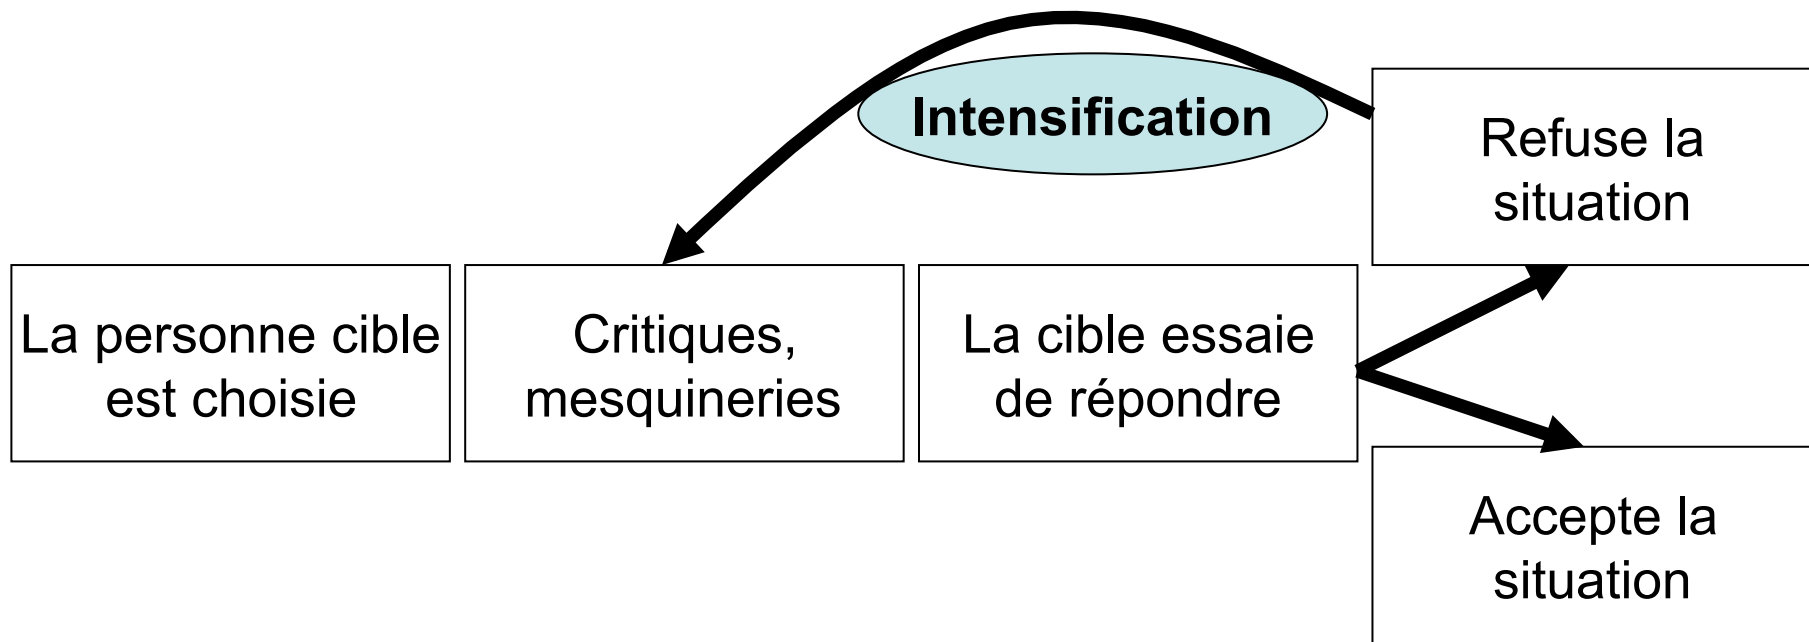 Intensification
Refuse la
situation
La personne cible
est choisie
Critiques,
mesquineries
La cible essaie
de répondre
Accepte la
situation